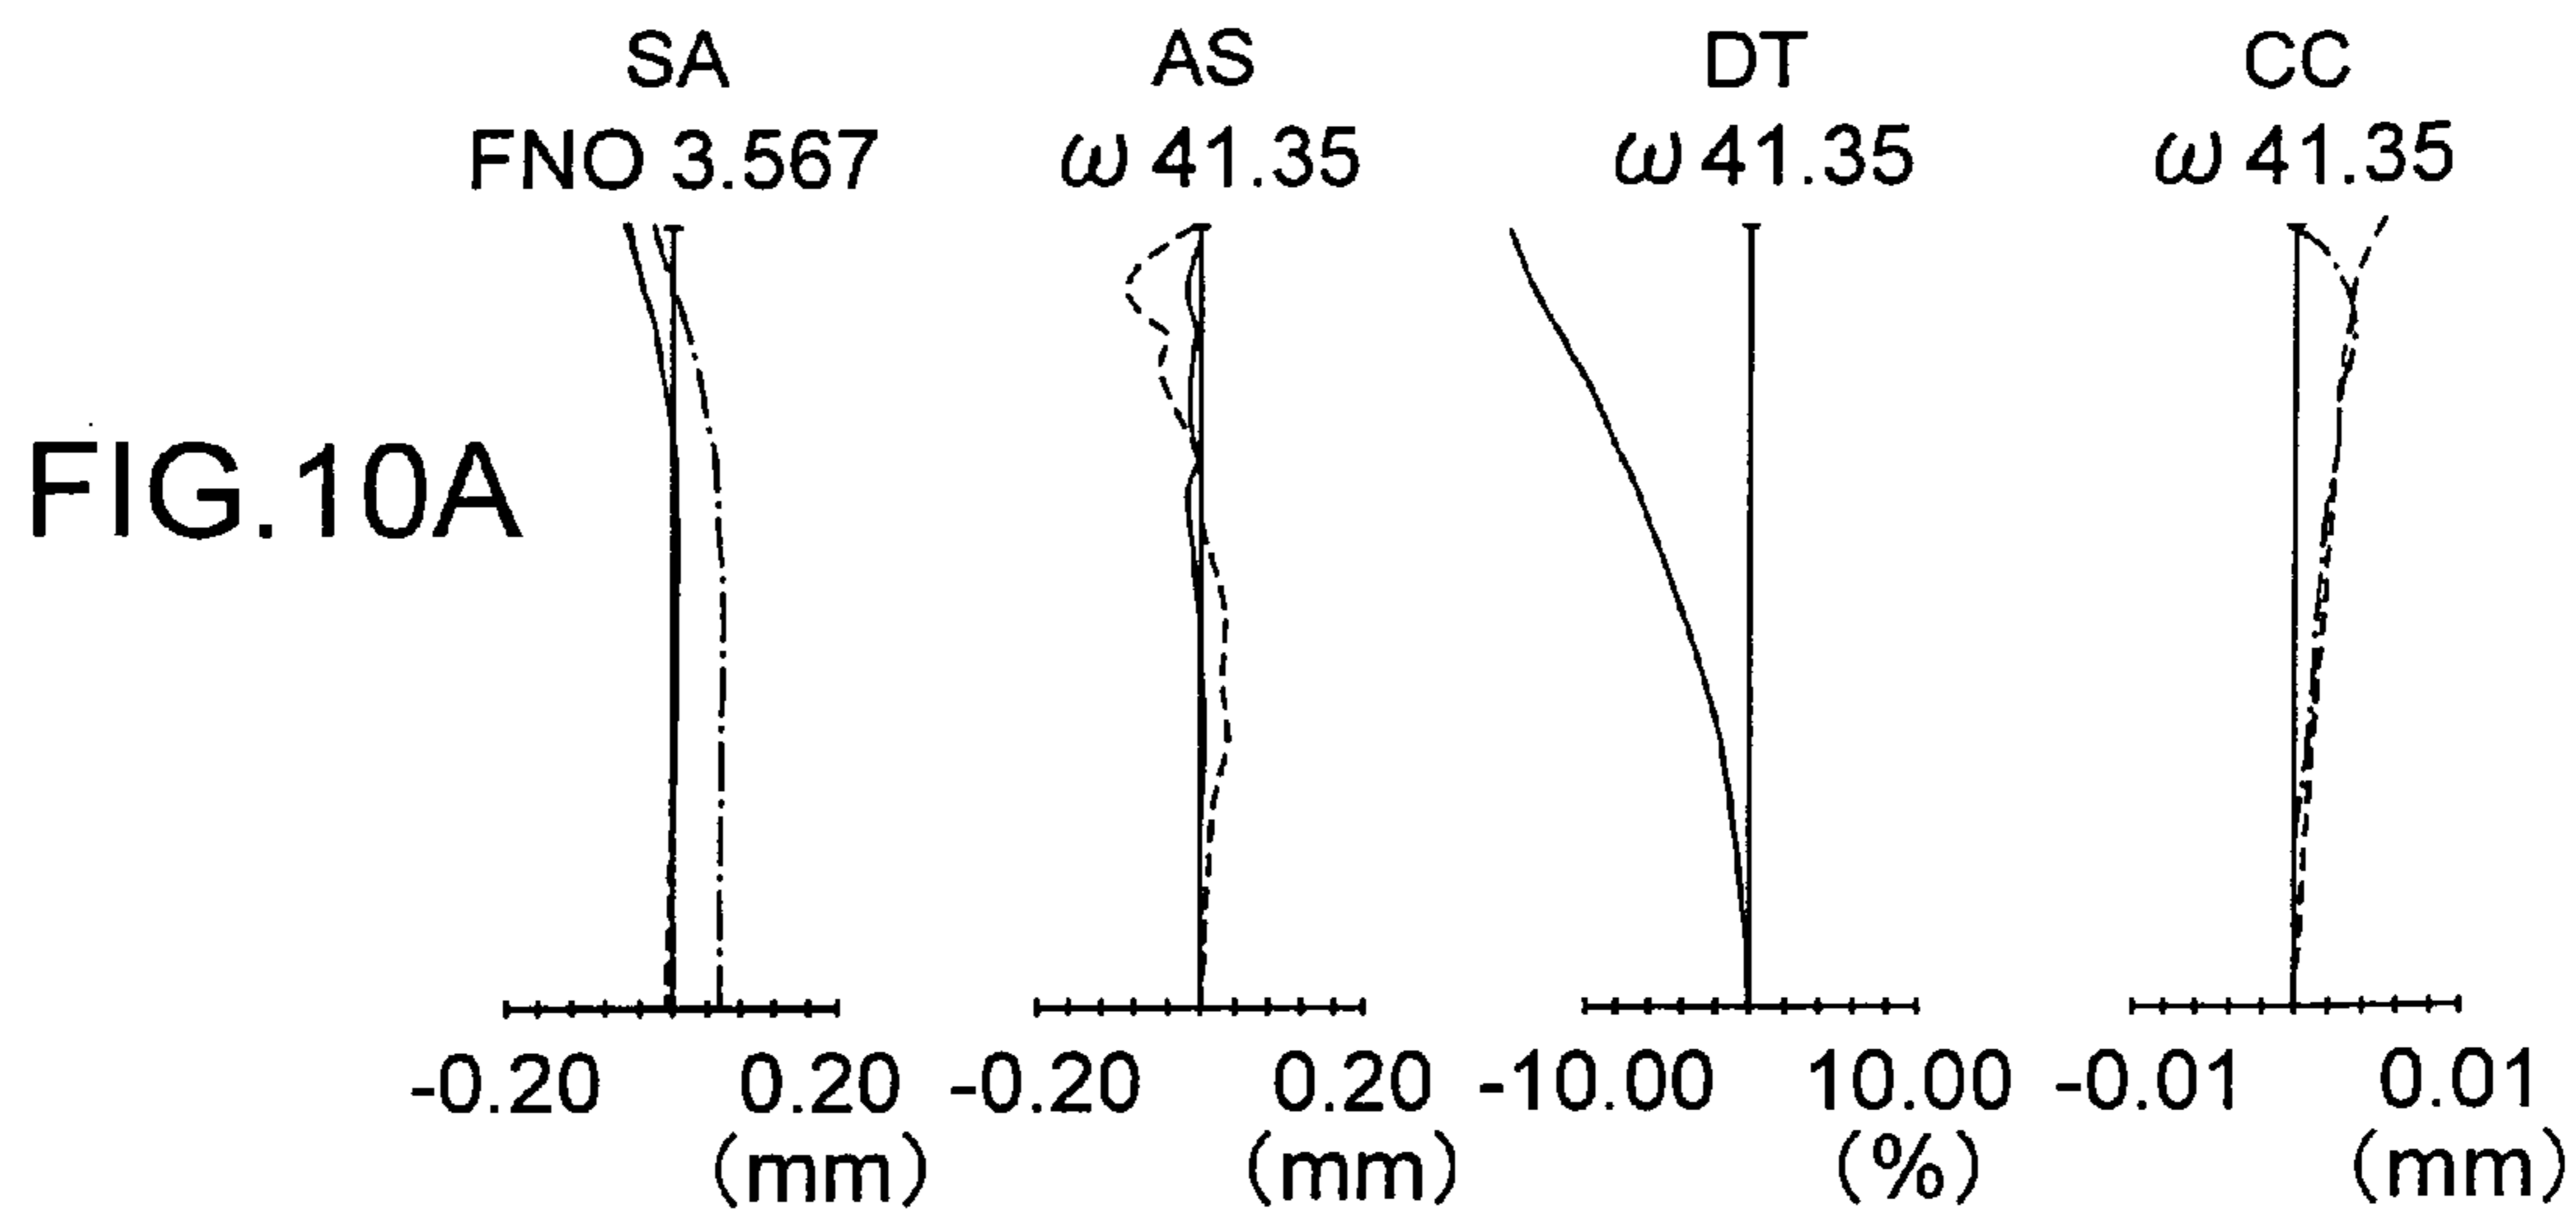 SA AS DT CC
FNO 3.567 ω 41.35 ω 41.35 ω 41.35
FIG.10A
-0.20 0.20 -0.20 0.20 -10.00 10.00 -0.01 0.01
(mm) (mm) (%) (mm)